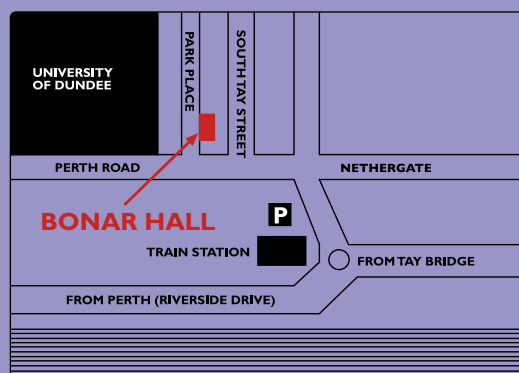 UNIVERSITY
OF DUNDEE
PARK PLACE
SOUTH TAY STREET
PERTH ROAD
NETHERGATE
BONAR HALL
P
TRAIN STATION
FROM TAY BRIDGE
FROM PERTH (RIVERSIDE DRIVE)